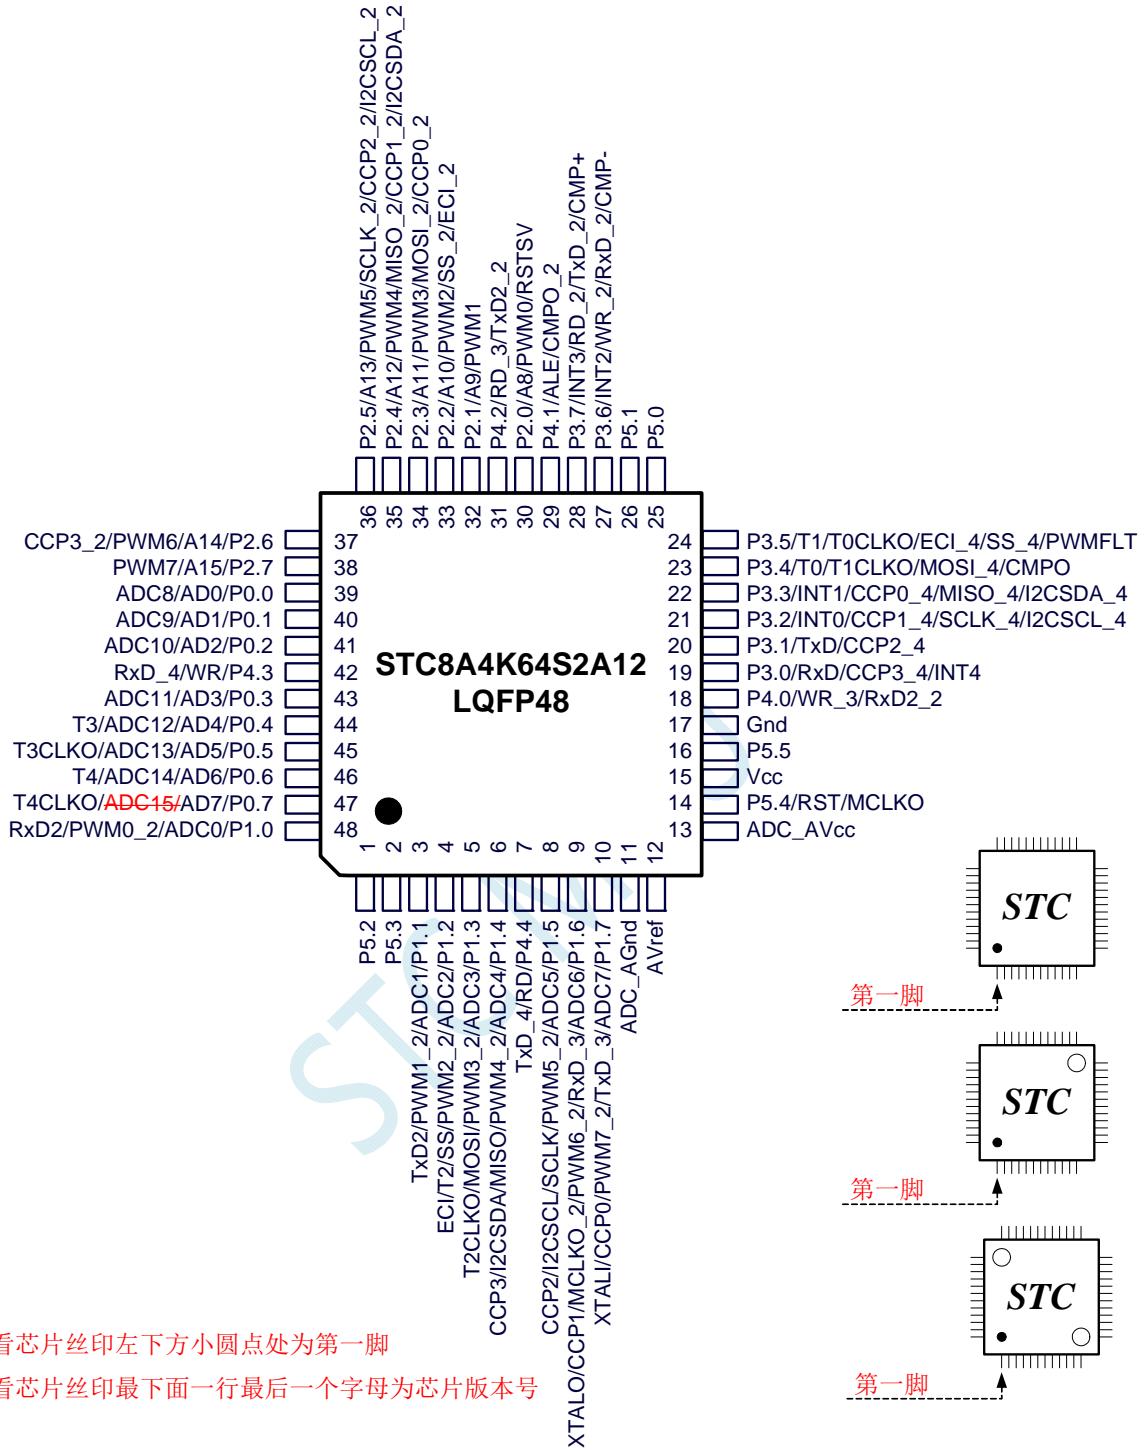 P2.5/A13/PWM5/SCLK_2/CCP2_2/I2CSCL_2
P2.4/A12/PWM4/MISO_2/CCP1_2/I2CSDA_2
P2.3/A11/PWM3/MOSI_2/CCP0_2
P2.2/A10/PWM2/SS_2/ECI_2
P2.1/A9/PWM1
P4.2/RD_3/TxD2_2
P2.0/A8/PWM0/RSTSV
P4.1/ALE/CMPO_2
P3.7/INT3/RD_2/TxD_2/CMP+
P3.6/INT2/WR_2/RxD_2/CMP-
P5.1
P5.0
36 35 34 33 32 31 30 29 28 27 26 25
CCP3_2/PWM6/A14/P2.6 37
PWM7/A15/P2.7 38
ADC8/AD0/P0.0 39
ADC9/AD1/P0.1 40
ADC10/AD2/P0.2 41
RxD_4/WR/P4.3 42
ADC11/AD3/P0.3 43
T3/ADC12/AD4/P0.4 44
T3CLKO/ADC13/AD5/P0.5 45
T4/ADC14/AD6/P0.6 46
T4CLKO/ADC15/AD7/P0.7 47
RxD2/PWM0_2/ADC0/P1.0 48
STC8A4K64S2A12
LQFP48
24 P3.5/T1/T0CLKO/ECI_4/SS_4/PWMFLT
23 P3.4/T0/T1CLKO/MOSI_4/CMPO
22 P3.3/INT1/CCP0_4/MISO_4/I2CSDA_4
21 P3.2/INT0/CCP1_4/SCLK_4/I2CSCL_4
20 P3.1/TxD/CCP2_4
19 P3.0/RxD/CCP3_4/INT4
18 P4.0/WR_3/RxD2_2
17 Gnd
16 P5.5
15 Vcc
14 P5.4/RST/MCLKO
13 ADC_AVcc
1 2 3 4 5 6 7 8 9 10 11 12
P5.2
P5.3
TxD2/PWM1_2/ADC1/P1.1
ECI/T2/SS/PWM2_2/ADC2/P1.2
T2CLKO/MOSI/PWM3_2/ADC3/P1.3
CCP3/I2CSDA/MISO/PWM4_2/ADC4/P1.4
TxD_4/RD/P4.4
CCP2/I2CSCL/SCLK/PWM5_2/ADC5/P1.5
XTALO/CCP1/MCLKO_2/PWM6_2/RxD_3/ADC6/P1.6
XTALI/CCP0/PWM7_2/TxD_3/ADC7/P1.7
ADC_AGnd
AVref
STC
第一脚
STC
第一脚
STC
第一脚
看芯片丝印左下方小圆点处为第一脚
看芯片丝印最下面一行最后一个字母为芯片版本号